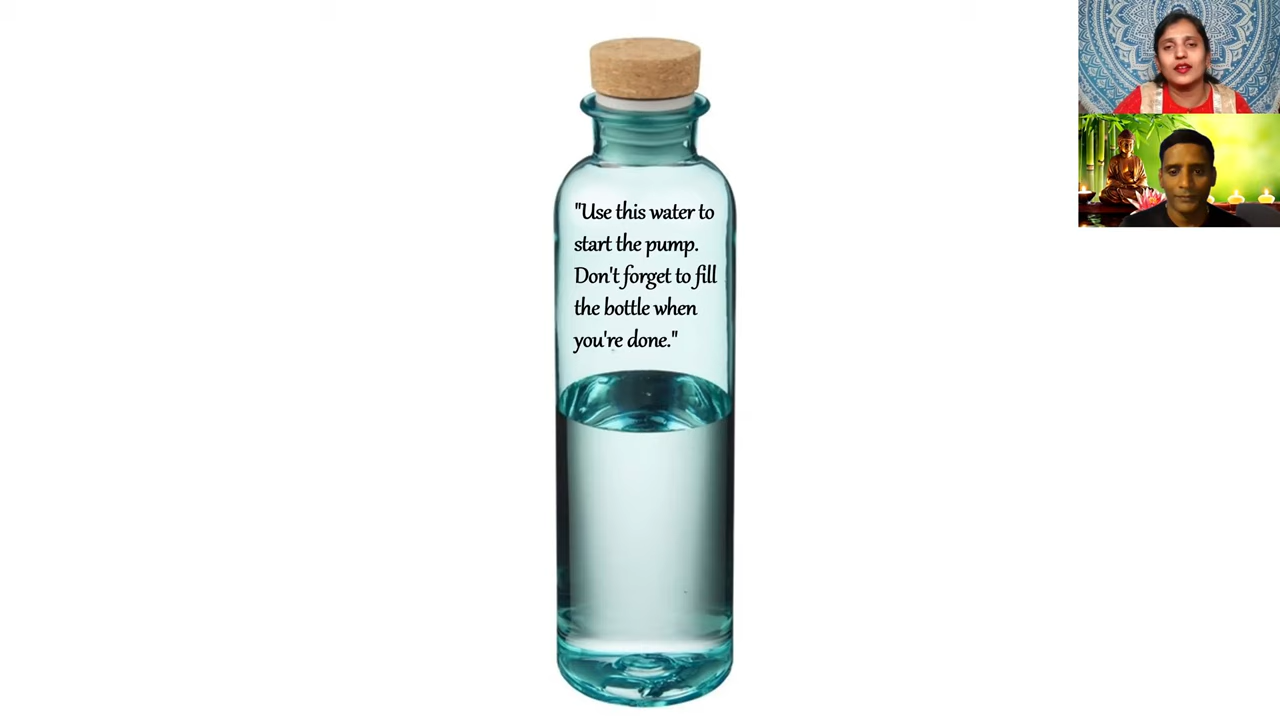 "Use this water to
start the pump.
Don't forget to fill
the bottle when
you're done."